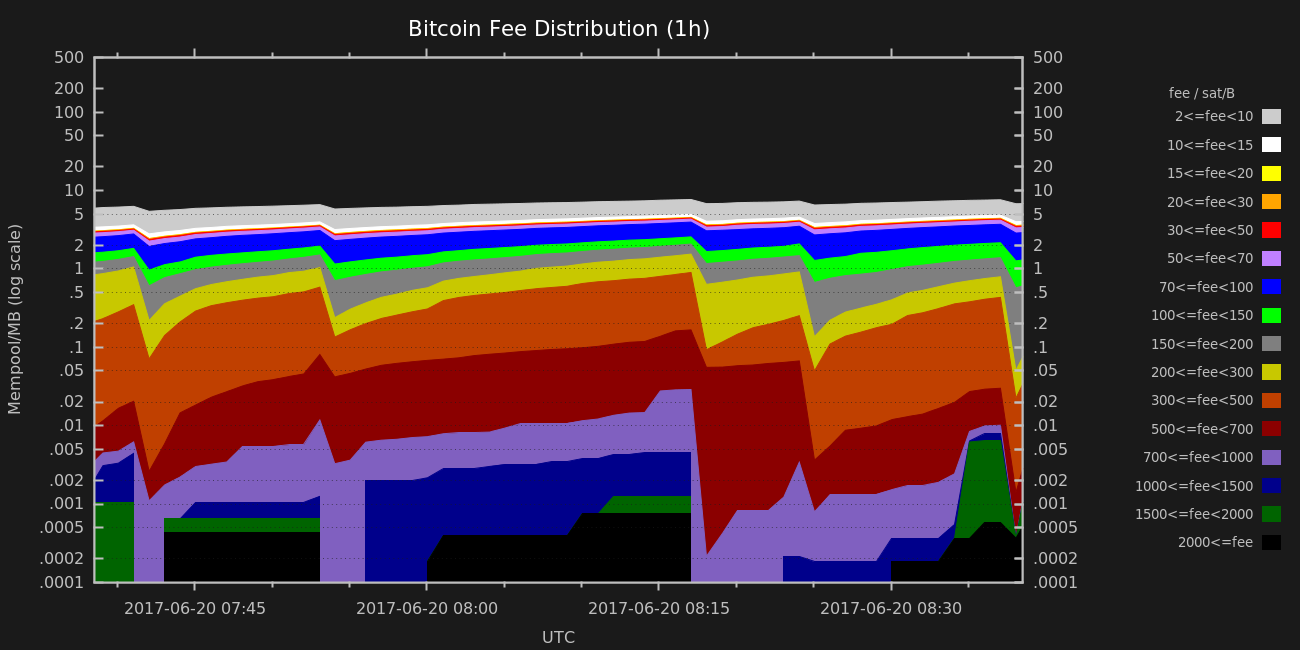 Bitcoin Fee Distribution (1h)
500
200
100
50
20
10
5
2
1
.5
.2
.1
.05
.02
.01
.005
.002
.001
.0005
.0002
.0001
Mempool/MB (log scale)
500
200
100
50
20
10
5
2
1
.5
.2
.1
.05
.02
.01
.005
.002
.001
.0005
.0002
.0001
2017-06-20 07:45 2017-06-20 08:00 2017-06-20 08:15 2017-06-20 08:30
UTC
fee / sat/B
2<=fee<10
10<=fee<15
15<=fee<20
20<=fee<30
30<=fee<50
50<=fee<70
70<=fee<100
100<=fee<150
150<=fee<200
200<=fee<300
300<=fee<500
500<=fee<700
700<=fee<1000
1000<=fee<1500
1500<=fee<2000
2000<=fee